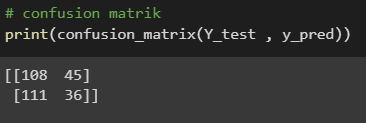 # confusion matrik
print(confusion_matrix(Y_test , y_pred))
[[108 45]
[111 36]]